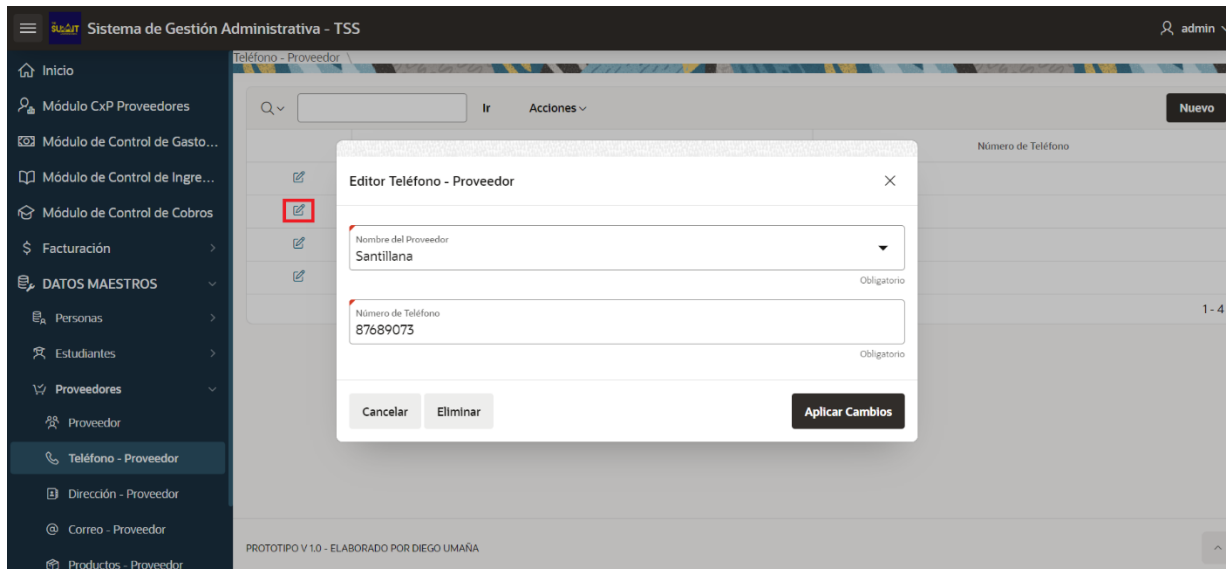 SUMMIT Sistema de Gestión Administrativa - TSS
admin
Inicio
Módulo CxP Proveedores
Módulo de Control de Gasto...
Módulo de Control de Ingre...
Módulo de Control de Cobros
Facturación
DATOS MAESTROS
Personas
Estudiantes
Proveedores
Proveedor
Teléfono - Proveedor
Dirección - Proveedor
Correo - Proveedor
Productos - Proveedor
Teléfono - Proveedor \
Ir
Acciones
Nuevo
Número de Teléfono
1 - 4
Editor Teléfono - Proveedor
Nombre del Proveedor
Santillana
Obligatorio
Número de Teléfono
87689073
Obligatorio
Cancelar
Eliminar
Aplicar Cambios
PROTOTIPO V 1.0 - ELABORADO POR DIEGO UMAÑA